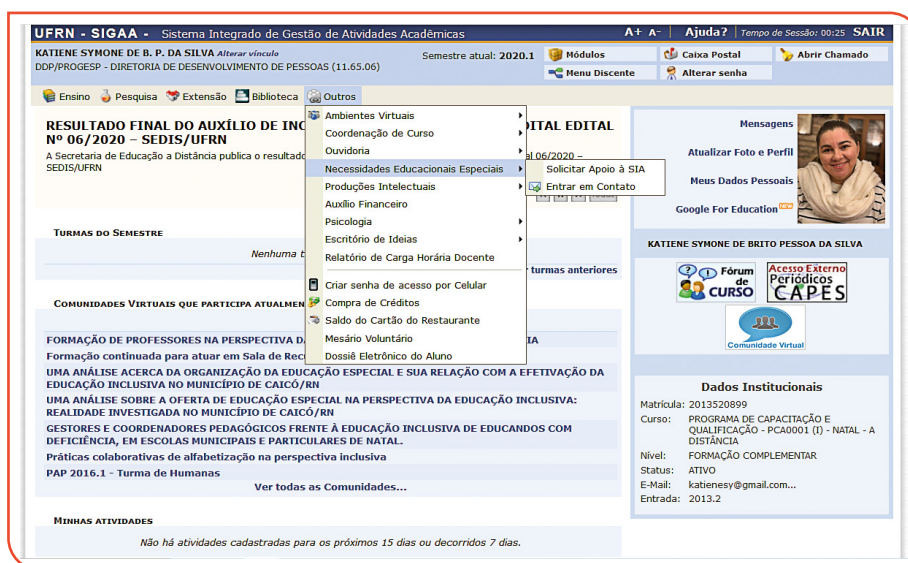 UFRN - SIGAA - Sistema Integrado de Gestão de Atividades Acadêmicas A+ A- Ajuda? Tempo de Sessão: 00:25 SAIR
KATIENE SYMONE DE B. P. DA SILVA Alterar vínculo
DDP/PROGESP - DIRETORIA DE DESENVOLVIMENTO DE PESSOAS (11.65.06)
Semestre atual: 2020.1
Módulos
Caixa Postal
Abrir Chamado
Menu Discente
Alterar senha
Ensino Pesquisa Extensão Biblioteca Outros
RESULTADO FINAL DO AUXÍLIO DE INC
DITAL EDITAL
Nº 06/2020 – SEDIS/UFRN
A Secretaria de Educação a Distância publica o resultado
al 06/2020 –
SEDIS/UFRN
Ambientes Virtuais
Coordenação de Curso
Ouvidoria
Necessidades Educacionais Especiais
Produções Intelectuais
Auxílio Financeiro
Psicologia
Escritório de Ideias
Relatório de Carga Horária Docente
Criar senha de acesso por Celular
Compra de Créditos
Saldo do Cartão do Restaurante
Mesário Voluntário
Dossiê Eletrônico do Aluno
Solicitar Apoio à SIA
Entrar em Contato
TURMAS DO SEMESTRE
Nenhuma t
turmas anteriores
COMUNIDADES VIRTUAIS QUE PARTICIPA ATUALMEN
FORMAÇÃO DE PROFESSORES NA PERSPECTIVA D
IA
Formação continuada para atuar em Sala de Rec
UMA ANÁLISE ACERCA DA ORGANIZAÇÃO DA EDUCAÇÃO ESPECIAL E SUA RELAÇÃO COM A EFETIVAÇÃO DA
EDUCAÇÃO INCLUSIVA NO MUNICÍPIO DE CAICÓ/RN
UMA ANÁLISE SOBRE A OFERTA DE EDUCAÇÃO ESPECIAL NA PERSPECTIVA DA EDUCAÇÃO INCLUSIVA:
REALIDADE INVESTIGADA NO MUNICÍPIO DE CAICÓ/RN
GESTORES E COORDENADORES PEDAGÓGICOS FRENTE À EDUCAÇÃO INCLUSIVA DE EDUCANDOS COM
DEFICIÊNCIA, EM ESCOLAS MUNICIPAIS E PARTICULARES DE NATAL.
Práticas colaborativas de alfabetização na perspectiva inclusiva
PAP 2016.1 - Turma de Humanas
Ver todas as Comunidades...
MINHAS ATIVIDADES
Não há atividades cadastradas para os próximos 15 dias ou decorridos 7 dias.
Mensagens
Atualizar Foto e Perfil
Meus Dados Pessoais
Google For Education NEW
KATIENE SYMONE DE BRITO PESSOA DA SILVA
Fórum de CURSO
Acesso Externo
Periódicos
CAPES
Comunidade Virtual
Dados Institucionais
Matrícula: 2013520899
Curso: PROGRAMA DE CAPACITAÇÃO E
QUALIFICAÇÃO - PCA0001 (I) - NATAL - A
DISTÂNCIA
Nível: FORMAÇÃO COMPLEMENTAR
Status: ATIVO
E-Mail: katienesy@gmail.com...
Entrada: 2013.2